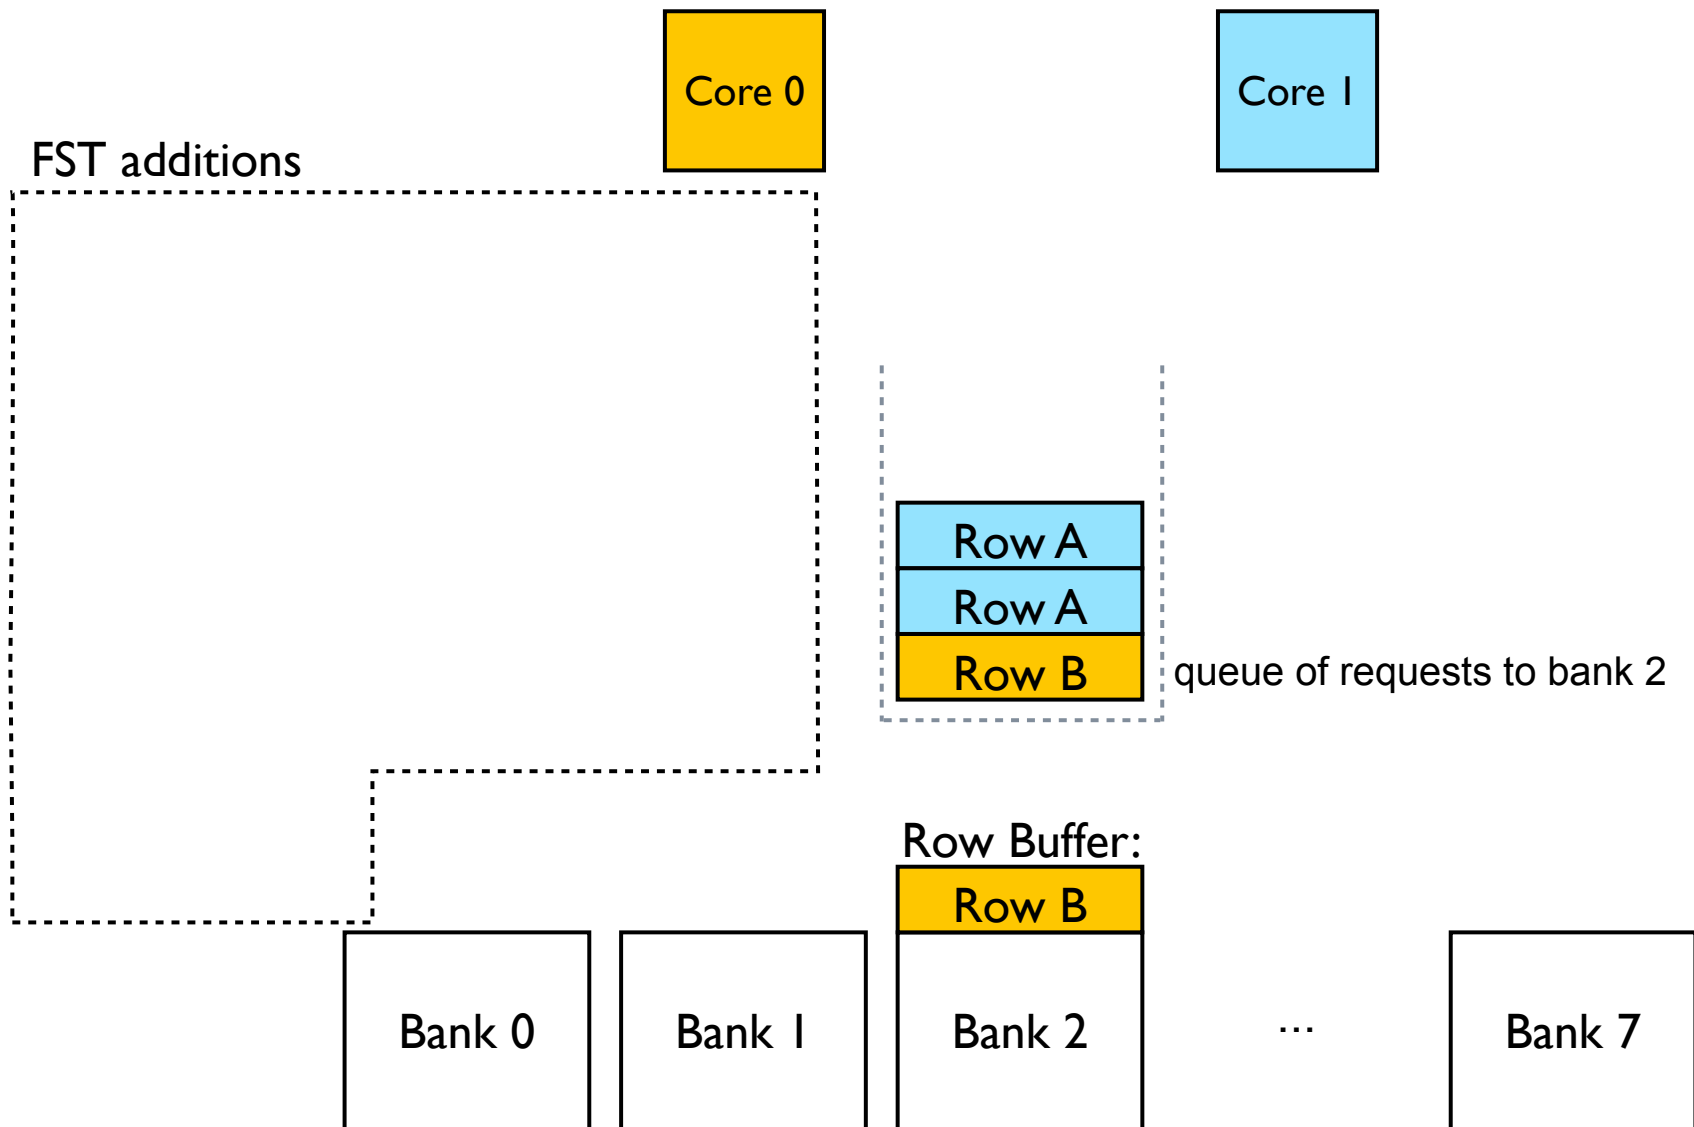 Core 0
Core 1
FST additions
Row A
Row A
Row B
queue of requests to bank 2
Row Buffer:
Row B
Bank 0
Bank 1
Bank 2
...
Bank 7